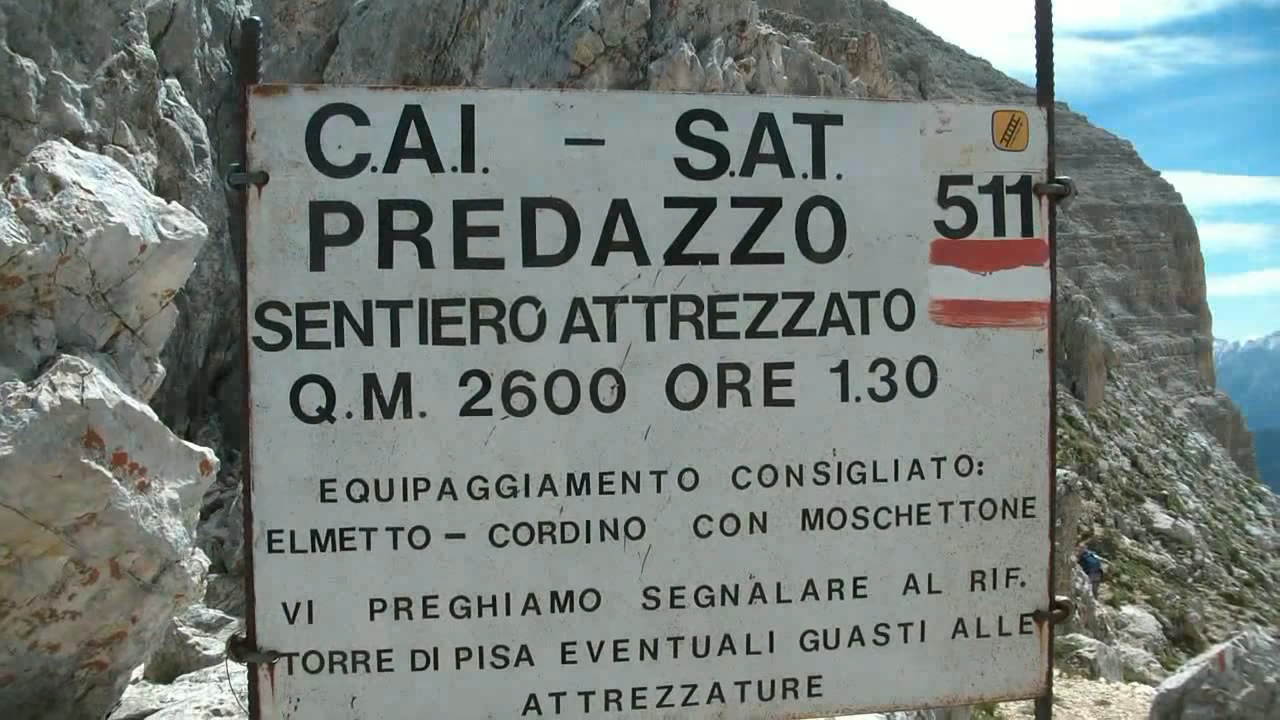 C.A.I. - S.A.T.
PREDAZZO
511
SENTIERO ATTREZZATO
Q.M. 2600 ORE 1.30
EQUIPAGGIAMENTO CONSIGLIATO:
ELMETTO - CORDINO CON MOSCHETTONE
VI PREGHIAMO SEGNALARE AL RIF.
TORRE DI PISA EVENTUALI GUASTI ALLE
ATTREZZATURE